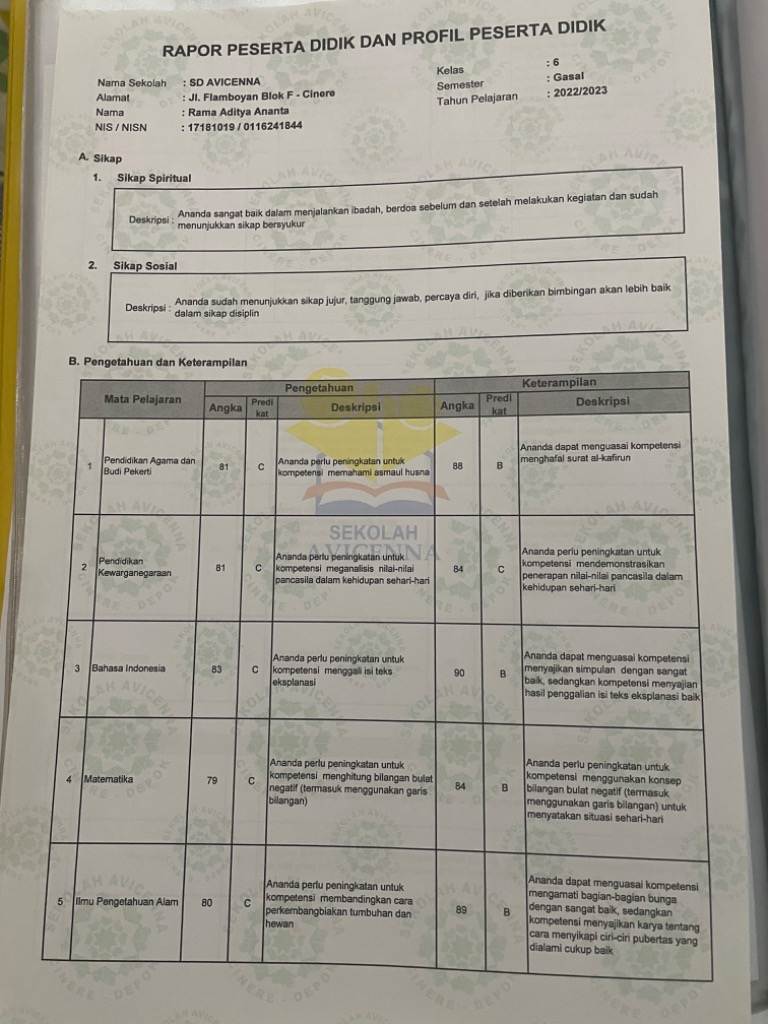 RAPOR PESERTA DIDIK DAN PROFIL PESERTA DIDIK
Nama Sekolah : SD AVICENNA
Alamat : Jl. Flamboyan Blok F - Cinere
Nama : Rama Aditya Ananta
NIS / NISN : 17181019 / 0116241844
Kelas : 6
Semester : Gasal
Tahun Pelajaran : 2022/2023
A. Sikap
1. Sikap Spiritual
Deskripsi : Ananda sangat baik dalam menjalankan ibadah, berdoa sebelum dan setelah melakukan kegiatan dan sudah
menunjukkan sikap bersyukur
2. Sikap Sosial
Deskripsi : Ananda sudah menunjukkan sikap jujur, tanggung jawab, percaya diri, jika diberikan bimbingan akan lebih baik
dalam sikap disiplin
B. Pengetahuan dan Keterampilan
Mata Pelajaran
Pengetahuan
Keterampilan
Angka
Predi
kat
Deskripsi
Angka
Predi
kat
Deskripsi
1
Pendidikan Agama dan
Budi Pekerti
81
C
Ananda perlu peningkatan untuk
kompetensi memahami asmaul husna
88
B
Ananda dapat menguasai kompetensi
menghafal surat al-kafirun
SEKOLAH
AVICENNA
2
Pendidikan
Kewarganegaraan
81
C
Ananda perlu peningkatan untuk
kompetensi meganalisis nilai-nilai
pancasila dalam kehidupan sehari-hari
84
C
Ananda perlu peningkatan untuk
kompetensi mendemonstrasikan
penerapan nilai-nilai pancasila dalam
kehidupan sehari-hari
3
Bahasa Indonesia
83
C
Ananda perlu peningkatan untuk
kompetensi menggali isi teks
eksplanasi
90
B
Ananda dapat menguasai kompetensi
menyajikan simpulan dengan sangat
baik, sedangkan kompetensi menyajian
hasil penggalian isi teks eksplanasi baik
4
Matematika
79
C
Ananda perlu peningkatan untuk
kompetensi menghitung bilangan bulat
negatif (termasuk menggunakan garis
bilangan)
84
B
Ananda perlu peningkatan untuk
kompetensi menggunakan konsep
bilangan bulat negatif (termasuk
menggunakan garis bilangan) untuk
menyatakan situasi sehari-hari
5
Ilmu Pengetahuan Alam
80
C
Ananda perlu peningkatan untuk
kompetensi membandingkan cara
perkembangbiakan tumbuhan dan
hewan
89
B
Ananda dapat menguasai kompetensi
mengamati bagian-bagian bunga
dengan sangat baik, sedangkan
kompetensi menyajikan karya tentang
cara menyikapi ciri-ciri pubertas yang
dialami cukup baik